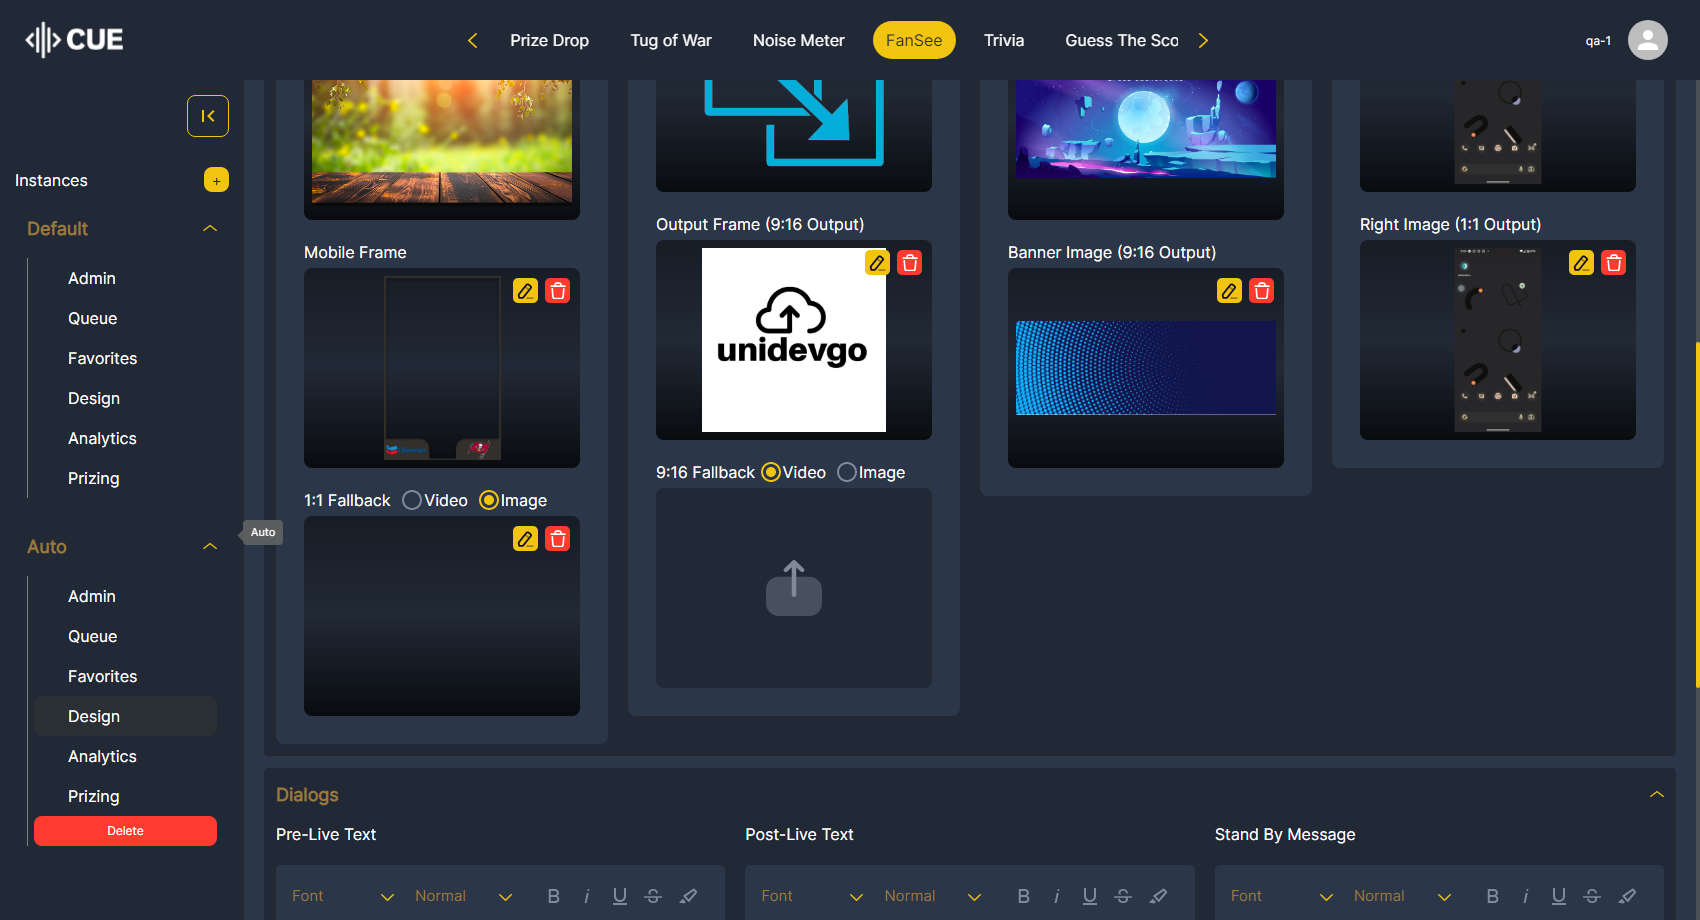 CUE
Prize Drop
Tug of War
Noise Meter
FanSee
Trivia
Guess The Sco
qa-1
Instances
+
Default
Admin
Queue
Favorites
Design
Analytics
Prizing
Auto
Auto
Admin
Queue
Favorites
Design
Analytics
Prizing
Delete
Mobile Frame
1:1 Fallback Video Image
Output Frame (9:16 Output)
unidevgo
9:16 Fallback Video Image
Banner Image (9:16 Output)
Right Image (1:1 Output)
Dialogs
Pre-Live Text
Font Normal B i U S
Post-Live Text
Font Normal B i U S
Stand By Message
Font Normal B i U S